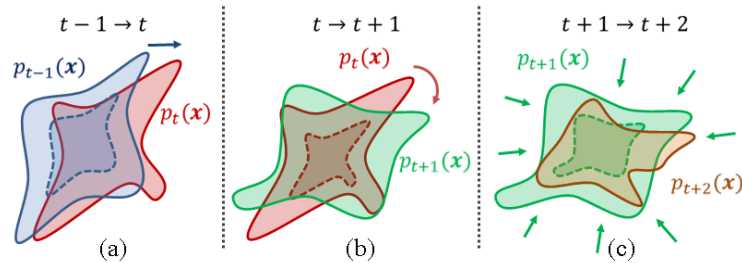 t − 1 → t
t → t + 1
t + 1 → t + 2
p_{t−1}(x)
p_t(x)
p_t(x)
p_{t+1}(x)
p_{t+1}(x)
p_{t+2}(x)
(a)
(b)
(c)